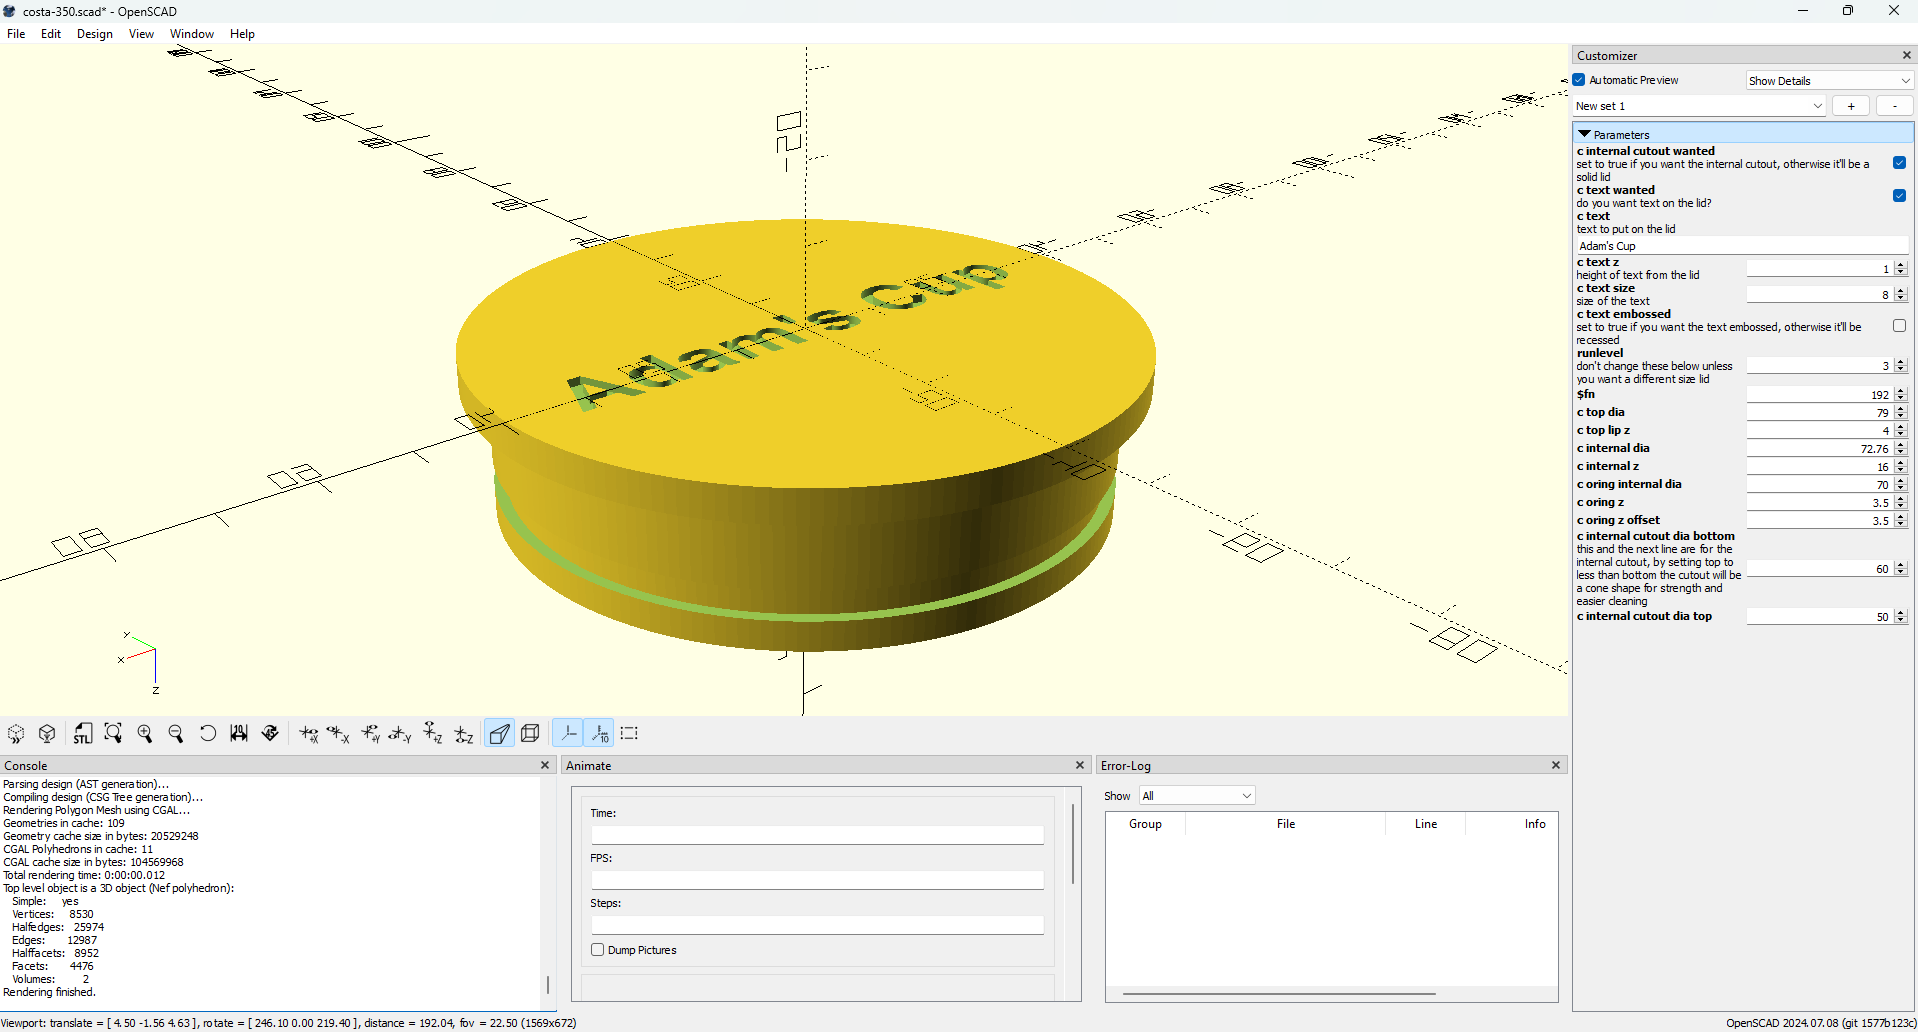 costa-350.scad* - OpenSCAD
File Edit Design View Window Help
Adam's Cup
x
z
STL
10
+X
-X
+Y
-Y
+Z
-Z
10
Customizer
Automatic Preview
Show Details
New set 1
+
-
Parameters
c internal cutout wanted
set to true if you want the internal cutout, otherwise it'll be a
solid lid
c text wanted
do you want text on the lid?
c text
text to put on the lid
Adam's Cup
c text z
height of text from the lid
1
c text size
size of the text
8
c text embossed
set to true if you want the text embossed, otherwise it'll be
recessed
runlevel
don't change these below unless
you want a different size lid
3
$fn 192
c top dia 79
c top lip z 4
c internal dia 72.76
c internal z 16
c oring internal dia 70
c oring z 3.5
c oring z offset 3.5
c internal cutout dia bottom
this and the next line are for the
internal cutout, by setting top to
less than bottom the cutout will be
a cone shape for strength and
easier cleaning
60
c internal cutout dia top 50
Console
Parsing design (AST generation)...
Compiling design (CSG Tree generation)...
Rendering Polygon Mesh using CGAL...
Geometries in cache: 109
Geometry cache size in bytes: 20529248
CGAL Polyhedrons in cache: 11
CGAL cache size in bytes: 104569968
Total rendering time: 0:00:00.012
Top level object is a 3D object (Nef polyhedron):
Simple: yes
Vertices: 8530
Halfedges: 25974
Edges: 12987
Halffacets: 8952
Facets: 4476
Volumes: 2
Rendering finished.
Animate
Time:
FPS:
Steps:
Dump Pictures
Error-Log
Show All
Group File Line Info
Viewport: translate = [ 4.50 -1.56 4.63 ], rotate = [ 246.10 0.00 219.40 ], distance = 192.04, fov = 22.50 (1569x672)
OpenSCAD 2024.07.08 (git 1577b123c)